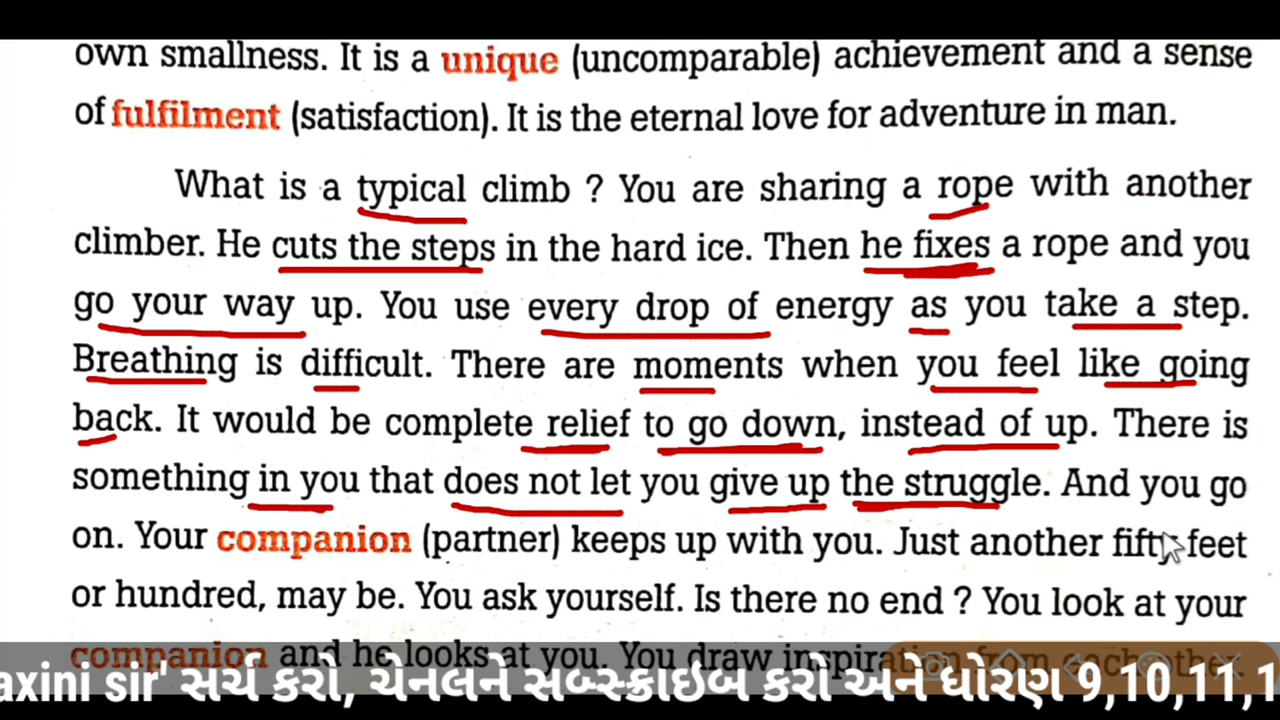 own smallness. It is a unique (uncomparable) achievement and a sense
of fulfilment (satisfaction). It is the eternal love for adventure in man.
What is a typical climb ? You are sharing a rope with another
climber. He cuts the steps in the hard ice. Then he fixes a rope and you
go your way up. You use every drop of energy as you take a step.
Breathing is difficult. There are moments when you feel like going
back. It would be complete relief to go down, instead of up. There is
something in you that does not let you give up the struggle. And you go
on. Your companion (partner) keeps up with you. Just another fifty feet
or hundred, may be. You ask yourself. Is there no end ? You look at your
companion and he looks at you. You draw inspiration from each other.
axini sir' સર્ચ કરો, ચેનલને સબ્સ્ક્રાઇબ કરો અને ધોરણ 9,10,11,1